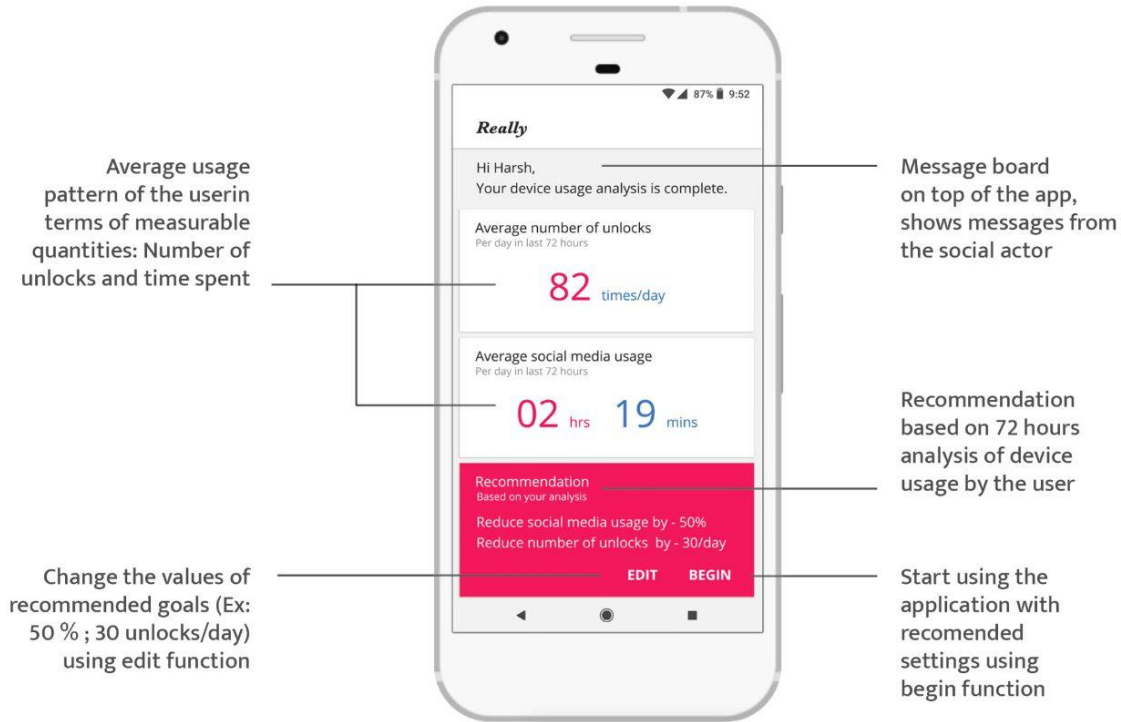 87% 9:52
Really
Hi Harsh,
Your device usage analysis is complete.
Average number of unlocks
Per day in last 72 hours
82 times/day
Average social media usage
Per day in last 72 hours
02 hrs 19 mins
Recommendation
Based on your analysis
Reduce social media usage by - 50%
Reduce number of unlocks by - 30/day
EDIT BEGIN
Average usage
pattern of the userin
terms of measurable
quantities: Number of
unlocks and time spent
Change the values of
recommended goals (Ex:
50 % ; 30 unlocks/day)
using edit function
Message board
on top of the app,
shows messages from
the social actor
Recommendation
based on 72 hours
analysis of device
usage by the user
Start using the
application with
recomended
settings using
begin function